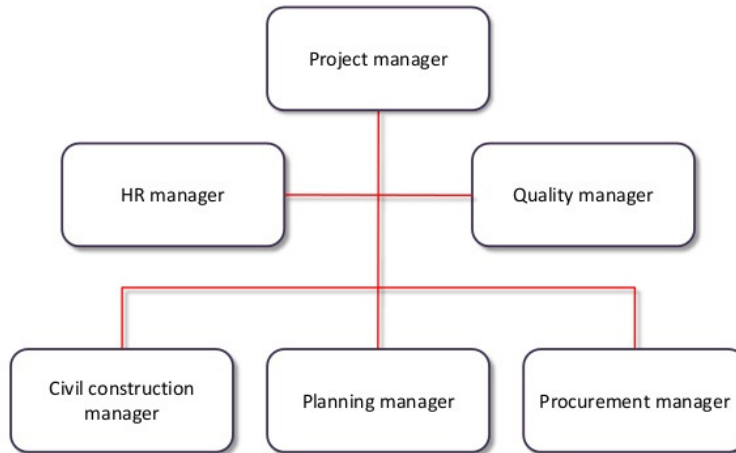 Project manager
HR manager
Quality manager
Civil construction
manager
Planning manager
Procurement manager